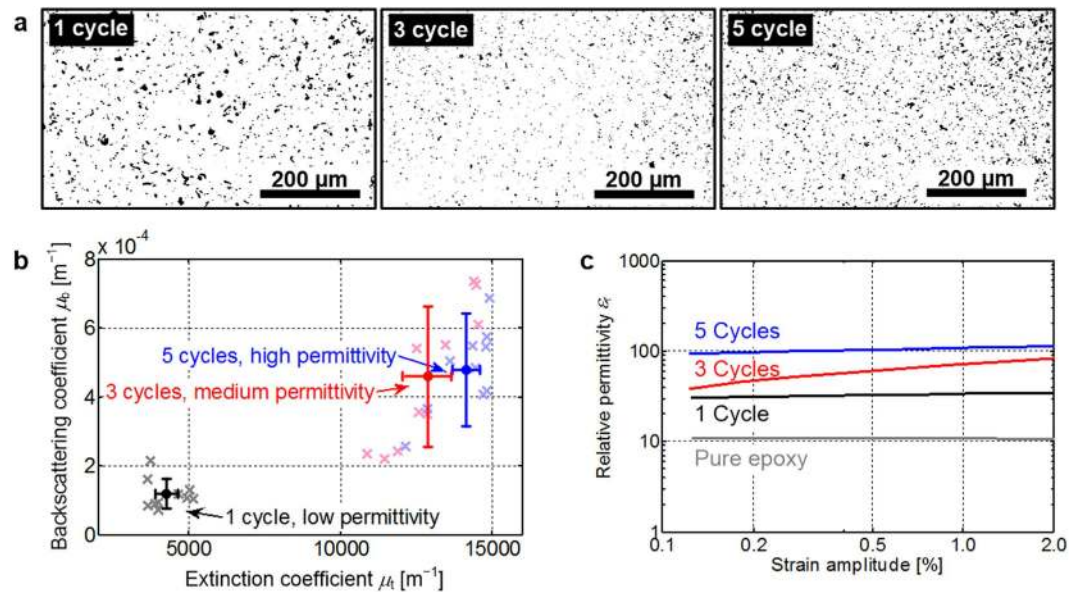 a
1 cycle
200 µm
3 cycle
200 µm
5 cycle
200 µm
b
× 10⁻⁴
8
6
4
2
0
Backscattering coefficient μb [m⁻¹]
5 cycles, high permittivity
3 cycles, medium permittivity
1 cycle, low permittivity
5000
10000
15000
Extinction coefficient μt [m⁻¹]
c
1000
100
10
1
Relative permittivity εr
5 Cycles
3 Cycles
1 Cycle
Pure epoxy
0.1
0.2
0.5
1.0
2.0
Strain amplitude [%]